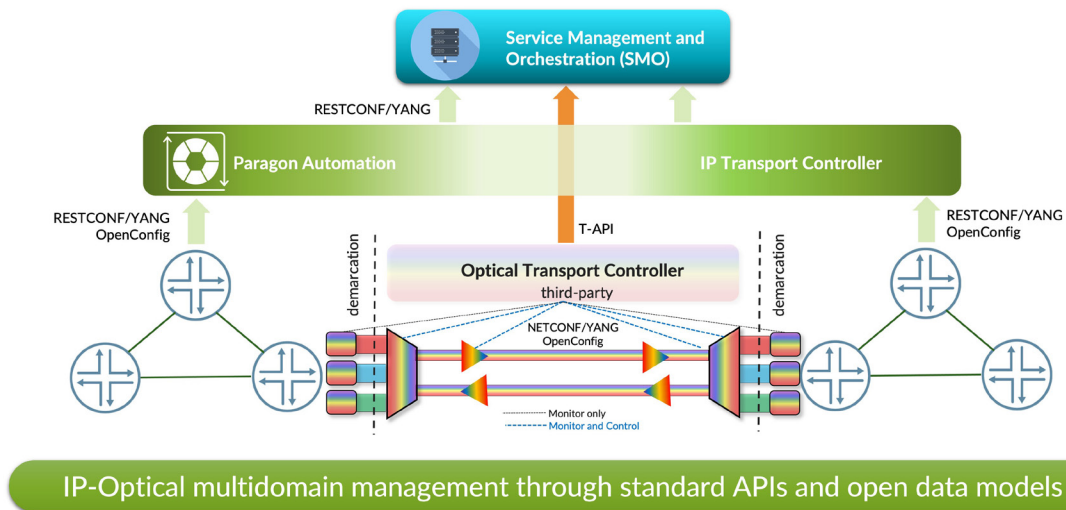 Service Management and
Orchestration (SMO)
RESTCONF/YANG
Paragon Automation
IP Transport Controller
RESTCONF/YANG
OpenConfig
T-API
RESTCONF/YANG
OpenConfig
demarcation
Optical Transport Controller
third-party
demarcation
NETCONF/YANG
OpenConfig
Monitor only
Monitor and Control
IP-Optical multidomain management through standard APIs and open data models